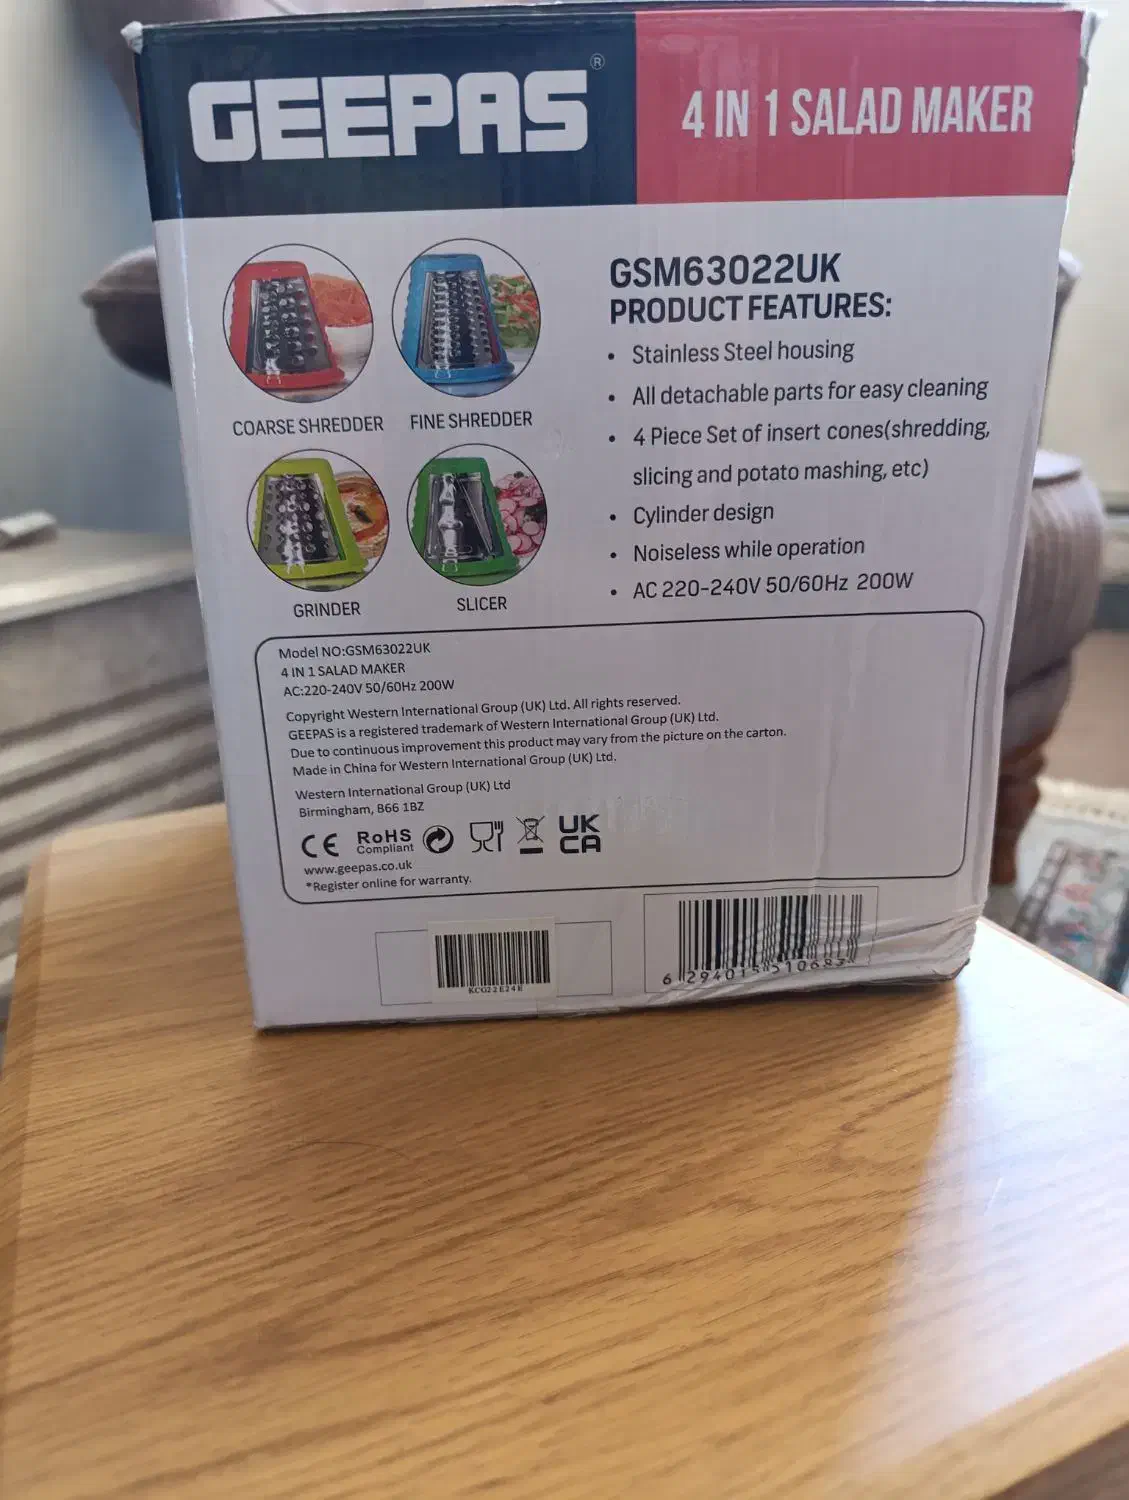 GEEPAS®
4 IN 1 SALAD MAKER
COARSE SHREDDER
FINE SHREDDER
GRINDER
SLICER
GSM63022UK
PRODUCT FEATURES:
• Stainless Steel housing
• All detachable parts for easy cleaning
• 4 Piece Set of insert cones(shredding,
slicing and potato mashing, etc)
• Cylinder design
• Noiseless while operation
• AC 220-240V 50/60Hz 200W
Model NO:GSM63022UK
4 IN 1 SALAD MAKER
AC:220-240V 50/60Hz 200W
Copyright Western International Group (UK) Ltd. All rights reserved.
GEEPAS is a registered trademark of Western International Group (UK) Ltd.
Due to continuous improvement this product may vary from the picture on the carton.
Made in China for Western International Group (UK) Ltd.
Western International Group (UK) Ltd
Birmingham, B66 1BZ
CE
RoHS
Compliant
UK
CA
www.geepas.co.uk
*Register online for warranty.
KCG22E24E
6 294015 510683